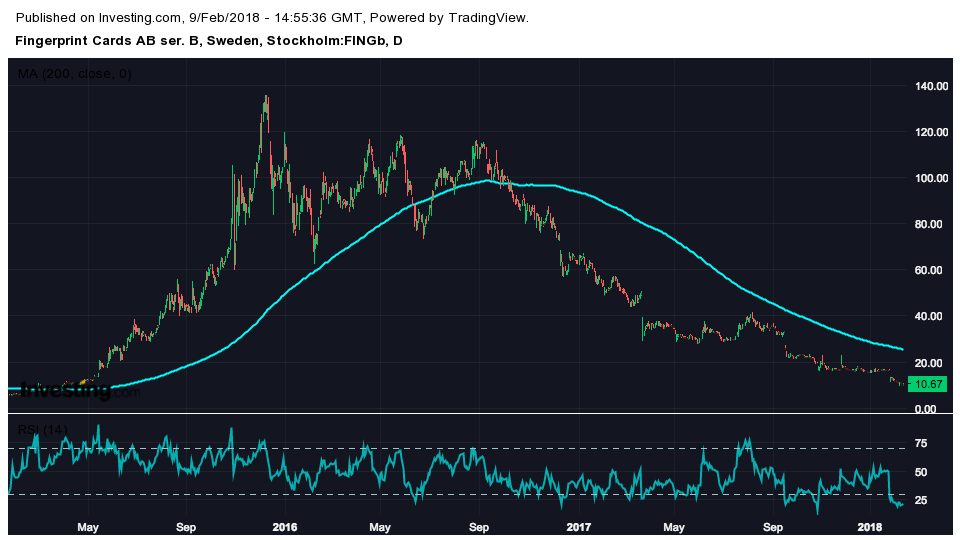 Published on Investing.com, 9/Feb/2018 - 14:55:36 GMT, Powered by TradingView.
Fingerprint Cards AB ser. B, Sweden, Stockholm:FINGb, D
MA (200, close, 0)
140.00
120.00
100.00
80.00
60.00
40.00
20.00
10.67
0.00
Investing.com
RSI (14)
75
50
25
May Sep 2016 May Sep 2017 May Sep 2018